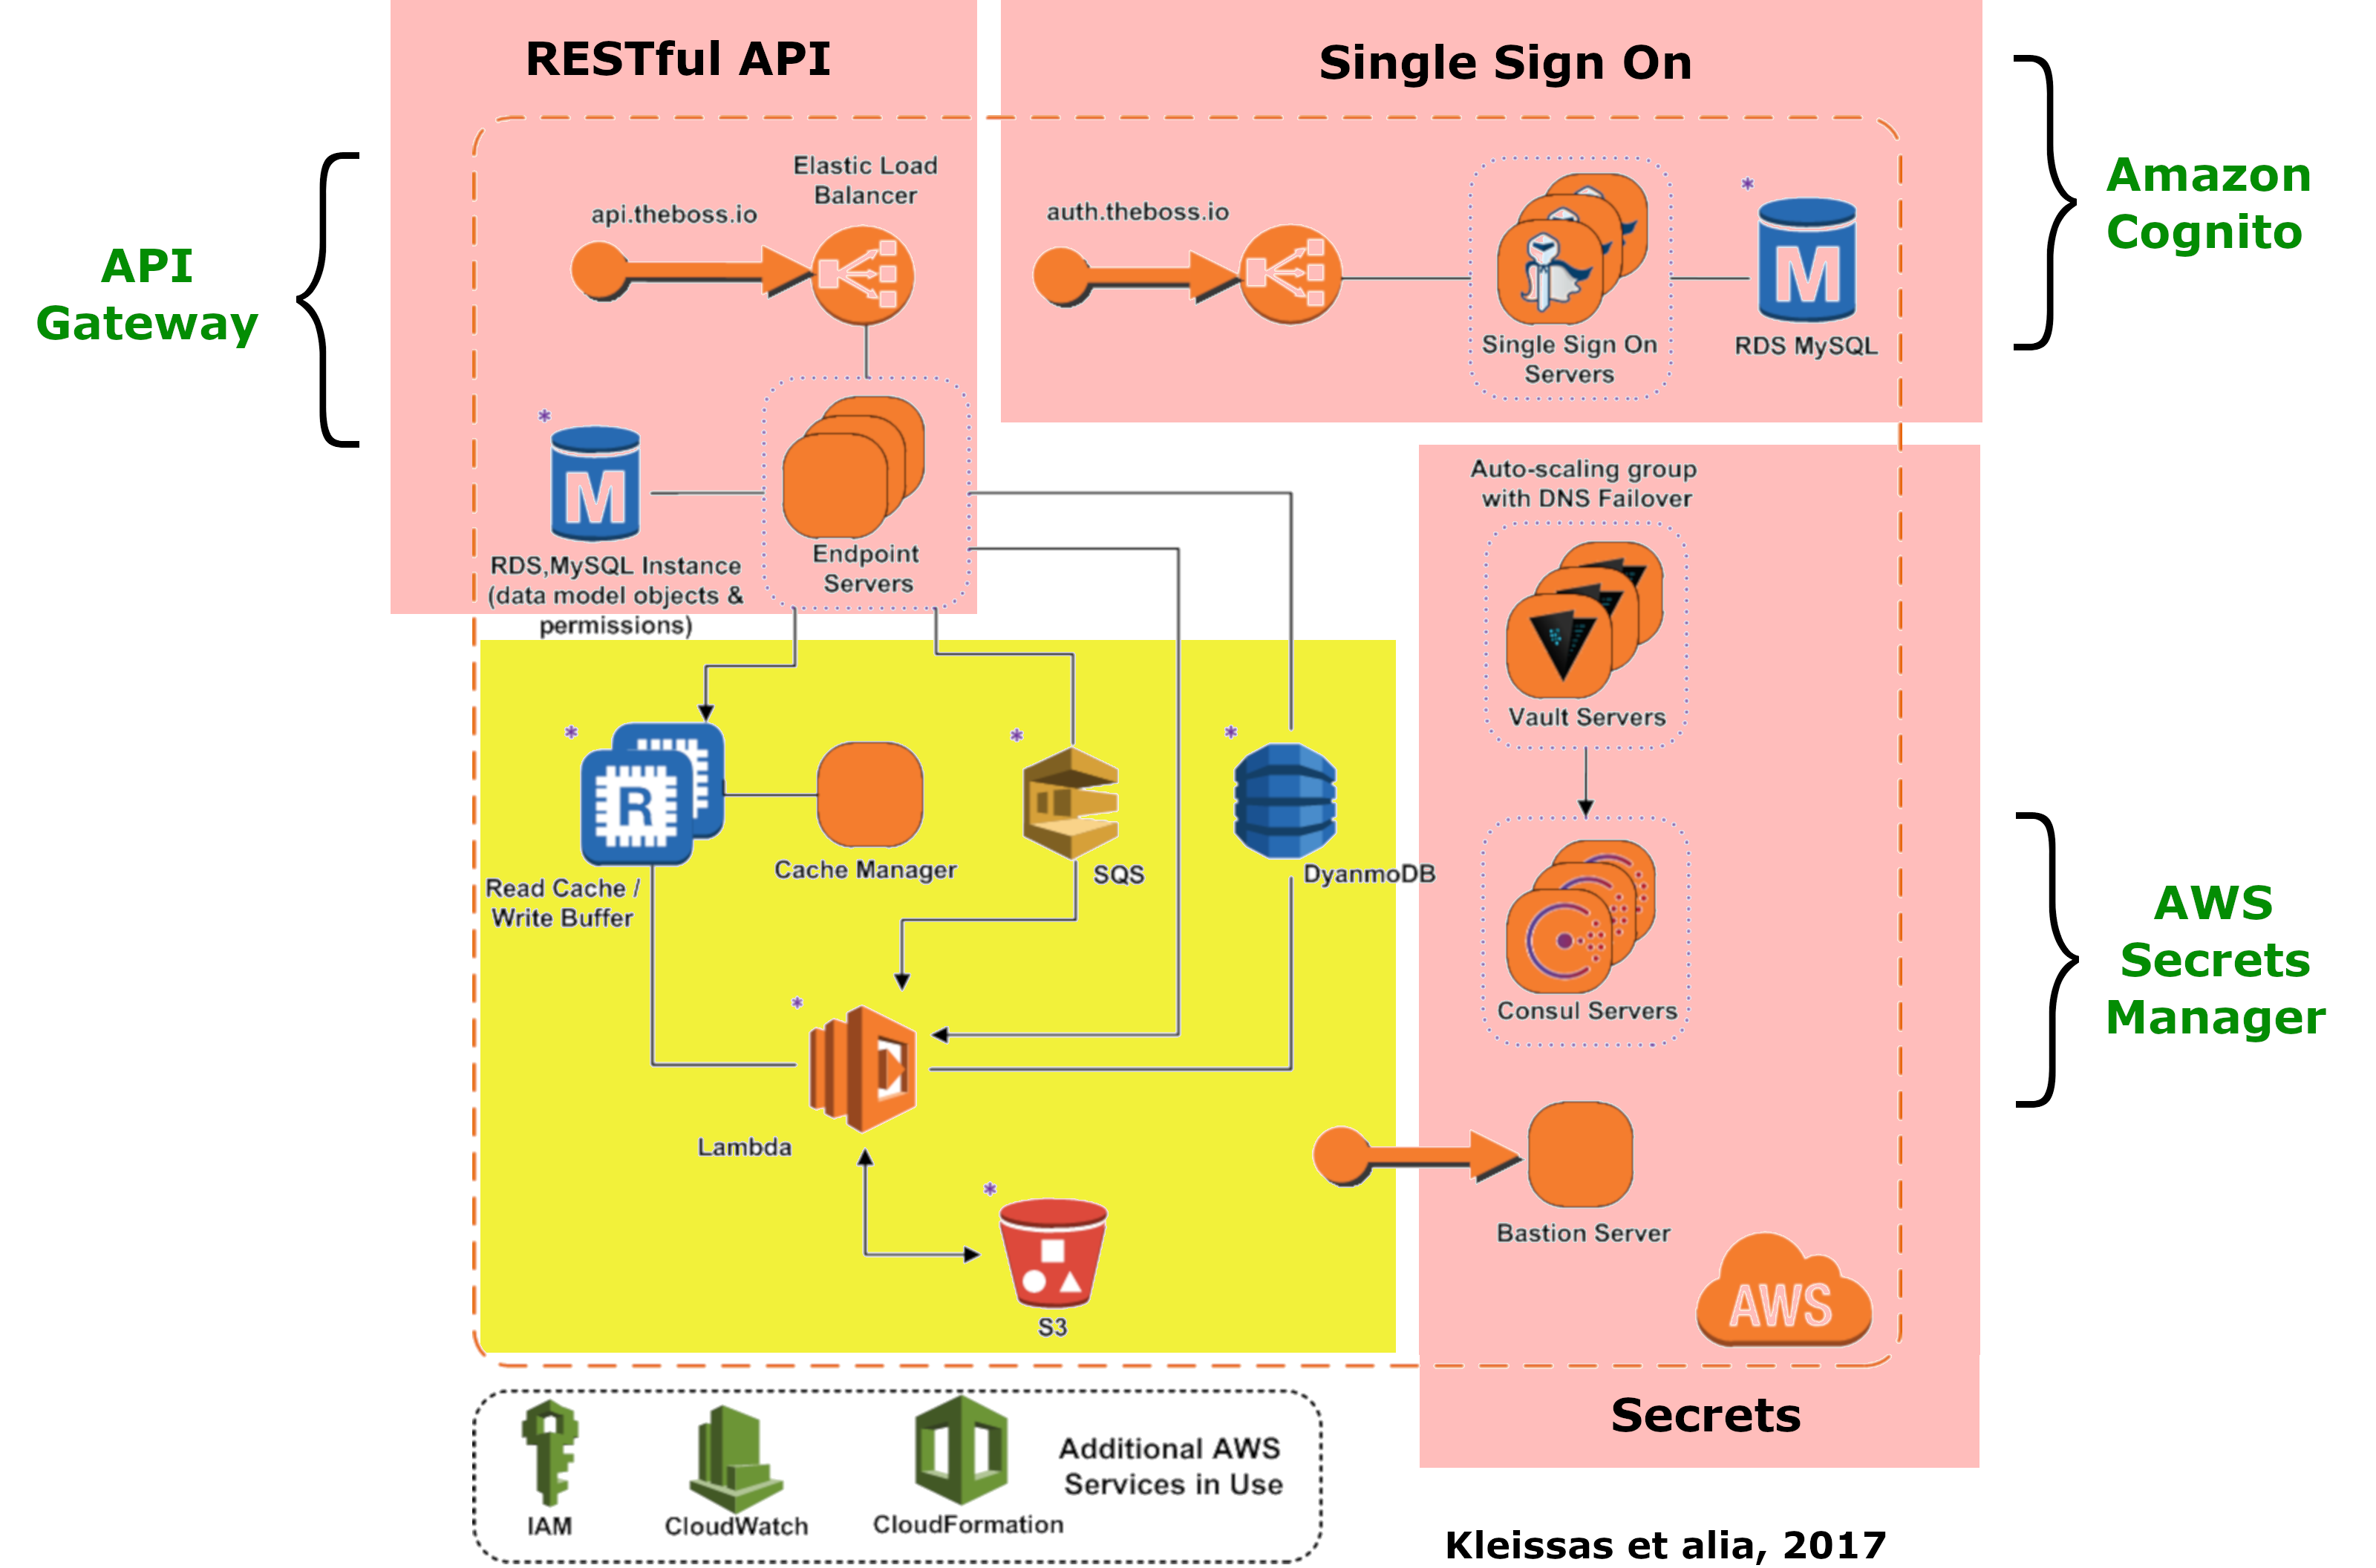 RESTful API
Single Sign On
API
Gateway
Elastic Load
Balancer
api.theboss.io
auth.theboss.io
*
M
Single Sign On
Servers
RDS MySQL
Amazon
Cognito
*
M
RDS,MySQL Instance
(data model objects &
permissions)
Endpoint
Servers
Auto-scaling group
with DNS Failover
Vault Servers
*
R
Read Cache /
Write Buffer
Cache Manager
*
SQS
*
DyanmoDB
Consul Servers
AWS
Secrets
Manager
*
Lambda
*
S3
Bastion Server
AWS
Secrets
IAM
CloudWatch
CloudFormation
Additional AWS
Services in Use
Kleissas et alia, 2017